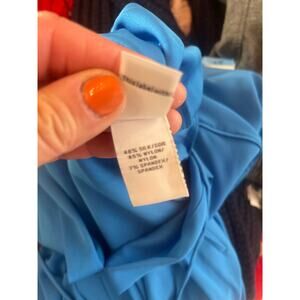 48% SILK/SOIE
45% NYLON/
NYLON
7% SPANDEX/
SPANDEX